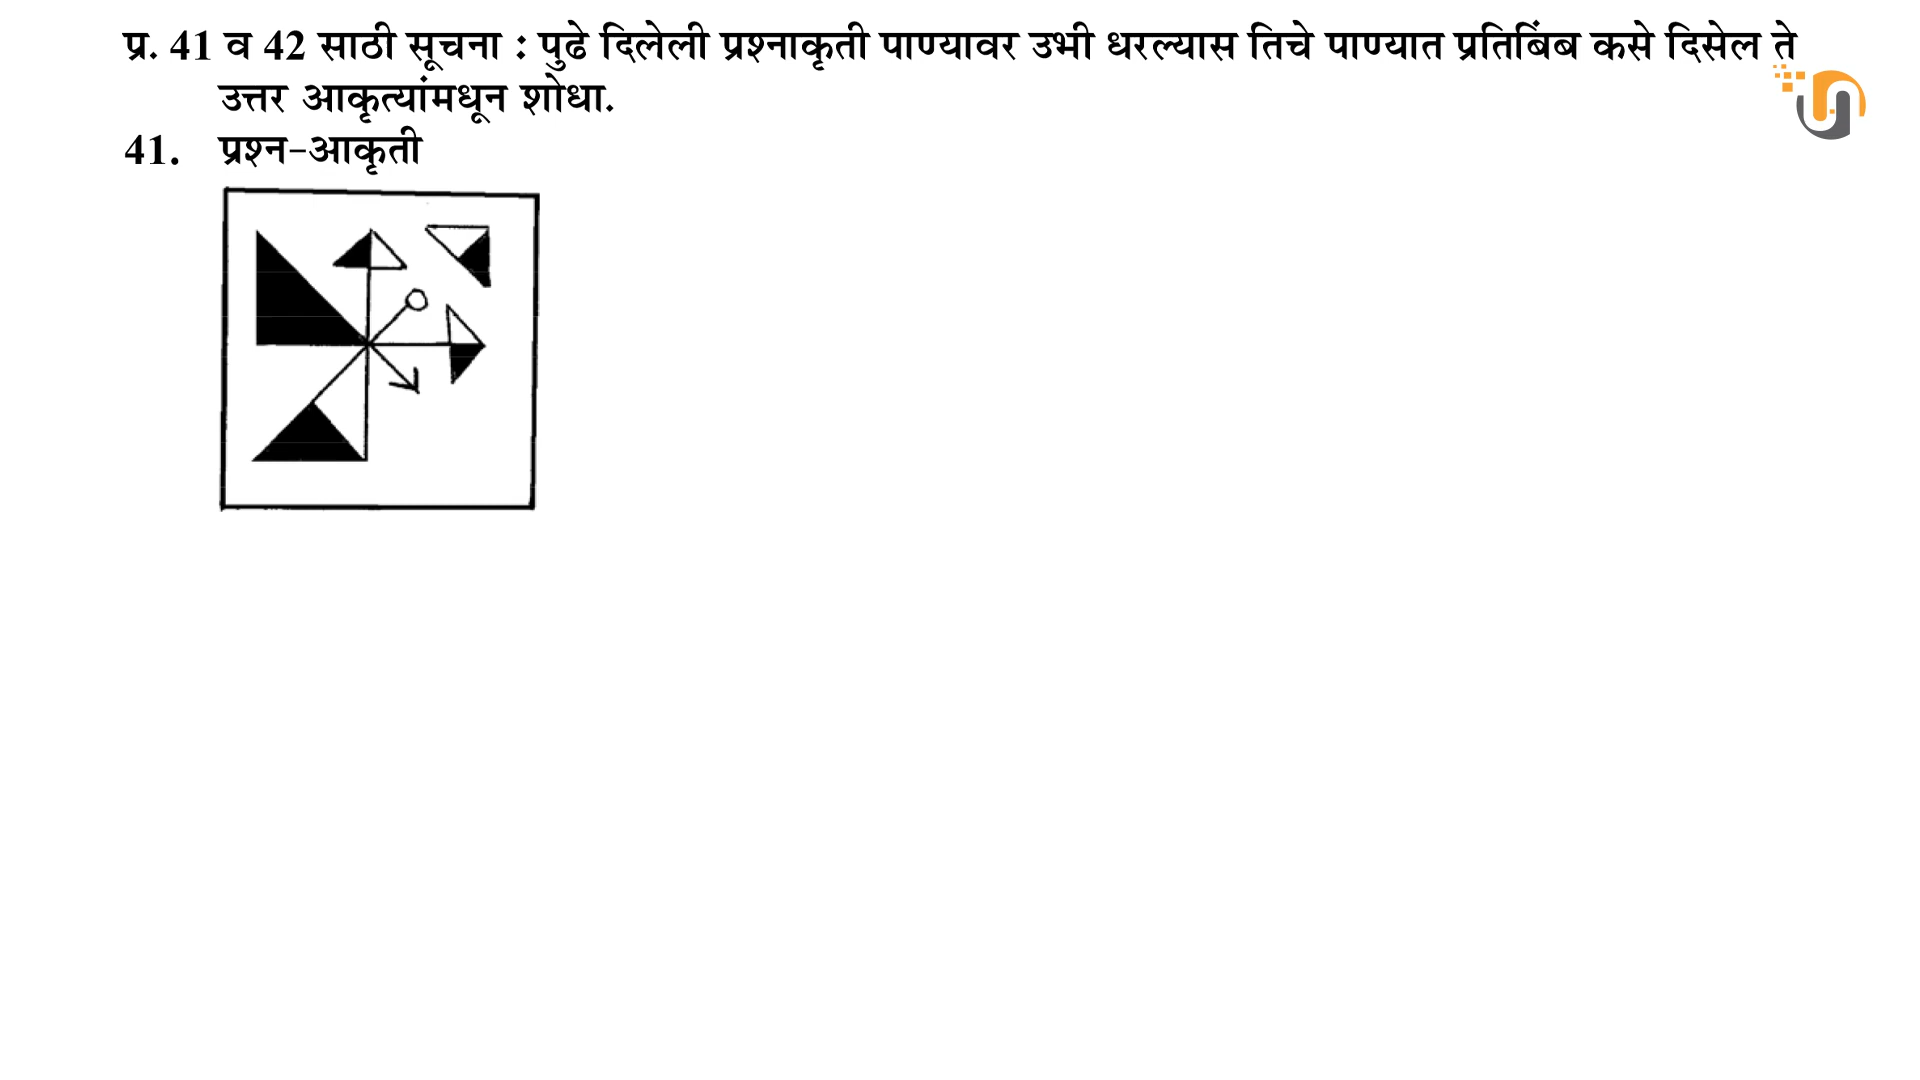 प्र. 41 व 42 साठी सूचना : पुढे दिलेली प्रश्नाकृती पाण्यावर उभी धरल्यास तिचे पाण्यात प्रतिबिंब कसे दिसेल ते
उत्तर आकृत्यांमधून शोधा.
41. प्रश्न-आकृती